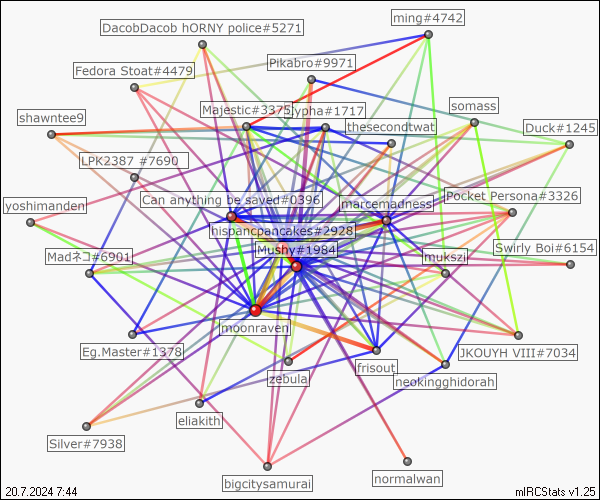 ming#4742
DacobDacob hORNY police#5271
Pikabro#9971
Fedora Stoat#4479
somass
Majestic#3375
ypha#1717
shawntee9
thesecondtwat
Duck#1245
LPK2387 #7690
Can anything be saved#0396
marcemadness
Pocket Persona#3326
yoshimanden
hispancpancakes#2928
Mushy#1984
Swirly Boi#6154
Madネコ#6901
mukszi
moonraven
Eg.Master#1378
JKOUYH VIII#7034
frisout
zebula
neokingghidorah
eliakith
Silver#7938
bigcitysamurai
normalwan
20.7.2024 7:44
mIRCStats v1.25